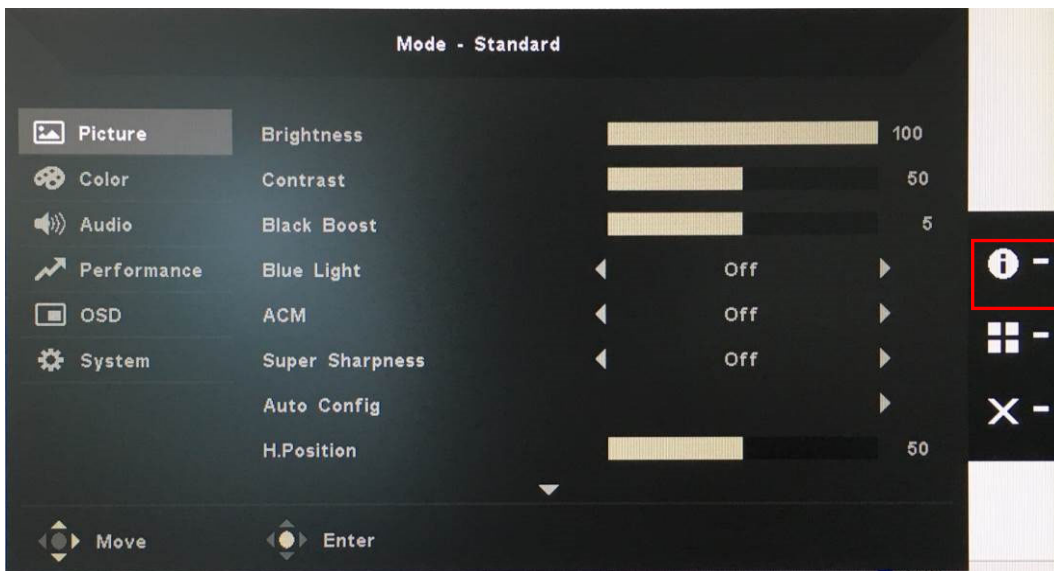 Mode - Standard
Picture
Brightness
100
Color
Contrast
50
Audio
Black Boost
5
Performance
Blue Light
Off
OSD
ACM
Off
System
Super Sharpness
Off
Auto Config
H.Position
50
Move
Enter